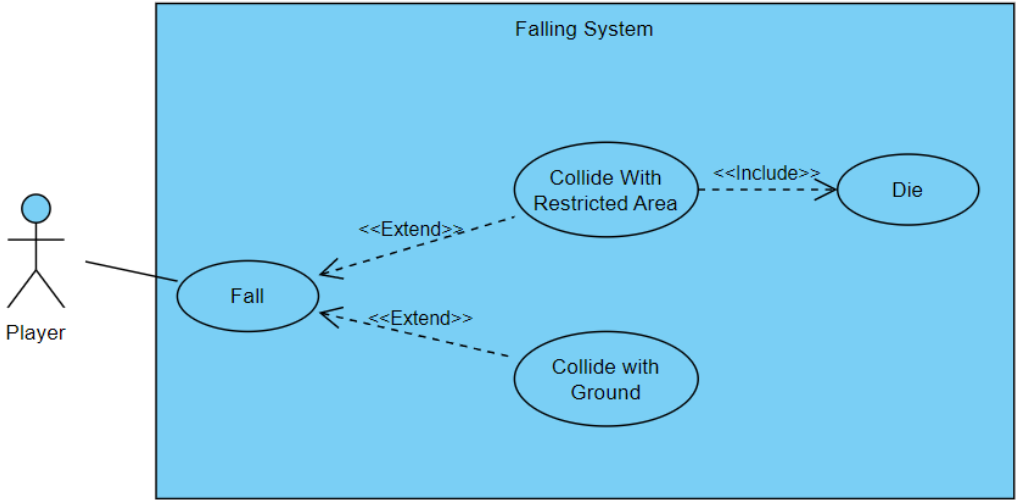 Falling System
Collide With
Restricted Area
<<Include>>
Die
<<Extend>>
Fall
<<Extend>>
Player
Collide with
Ground